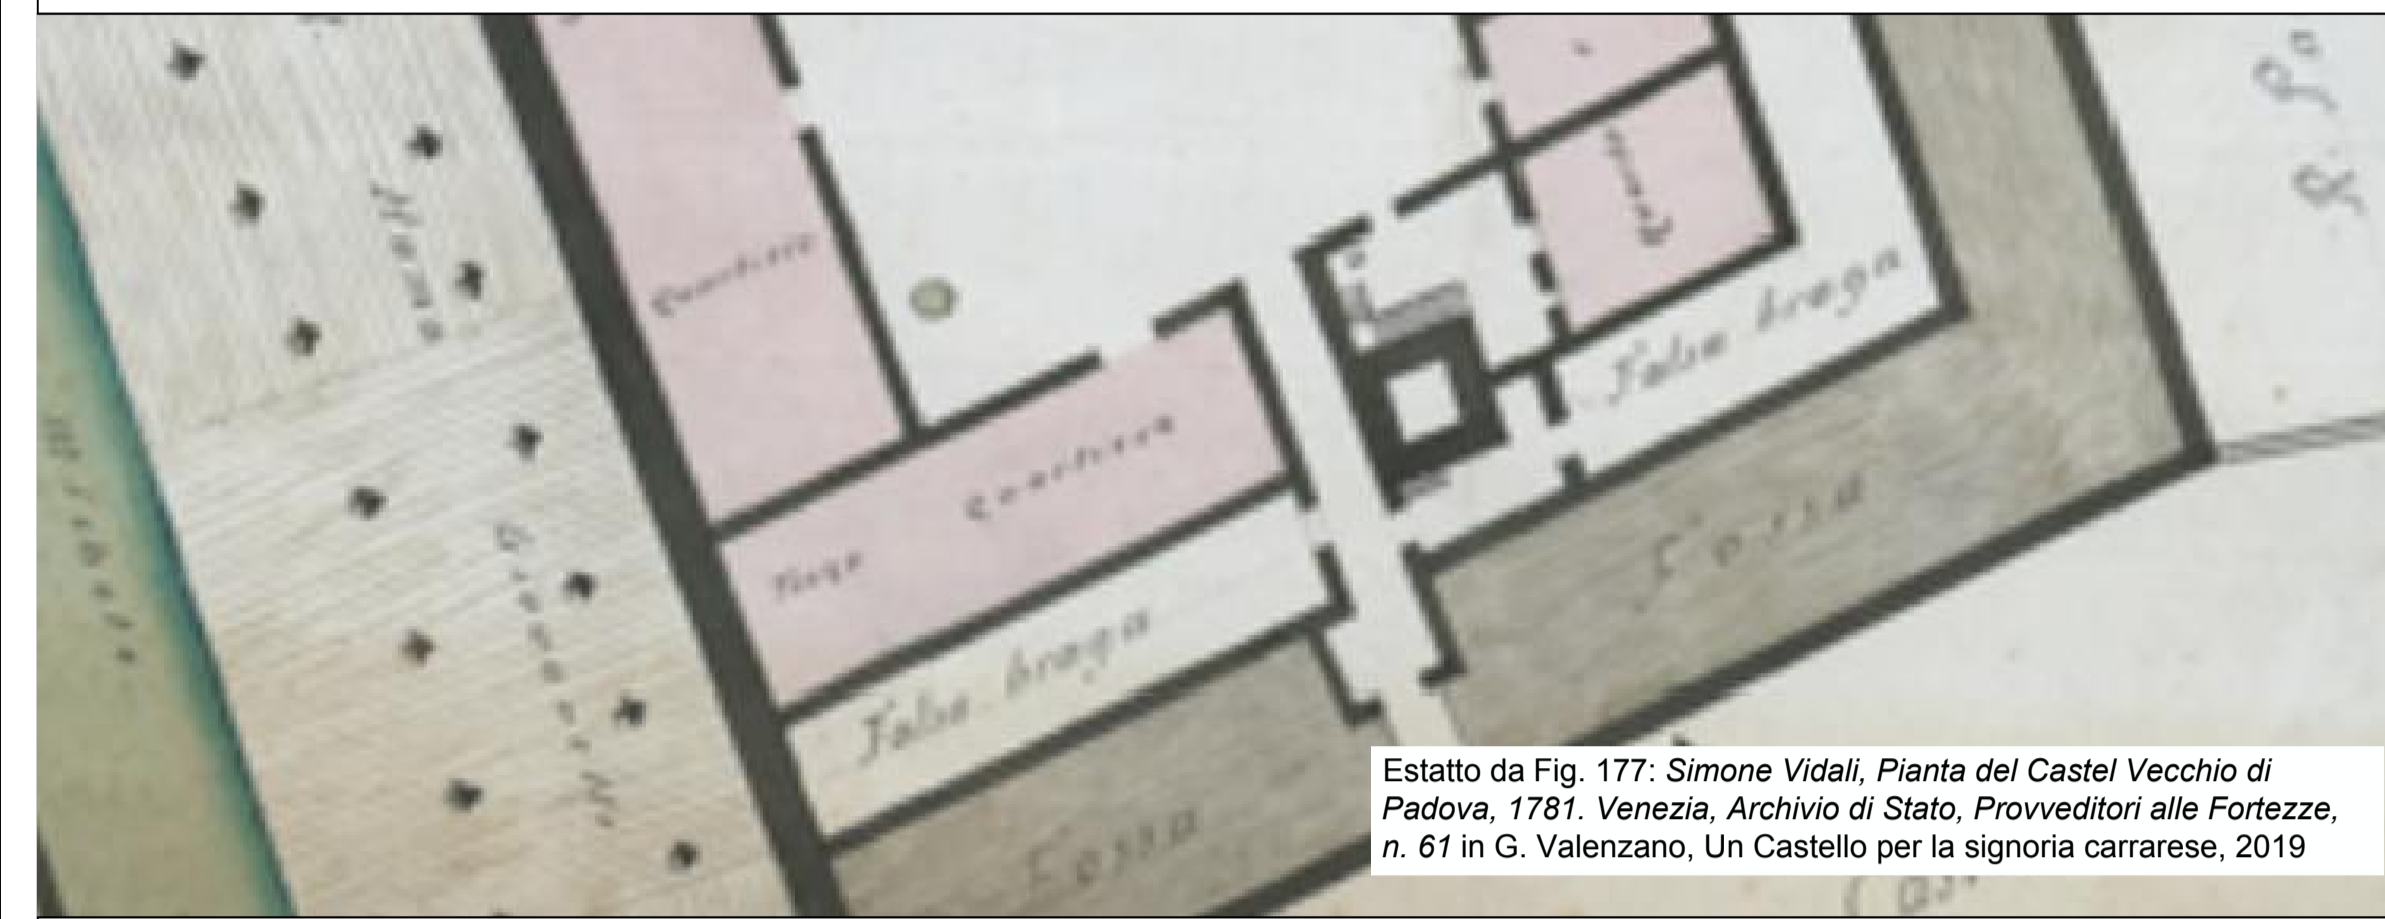 Quartiere
Falsa braga
Quartiere
Terzo
Fossa
Falsa braga
Fossa
Estatto da Fig. 177: Simone Vidali, Pianta del Castel Vecchio di
Padova, 1781. Venezia, Archivio di Stato, Provveditori alle Fortezze,
n. 61 in G. Valenzano, Un Castello per la signoria carrarese, 2019